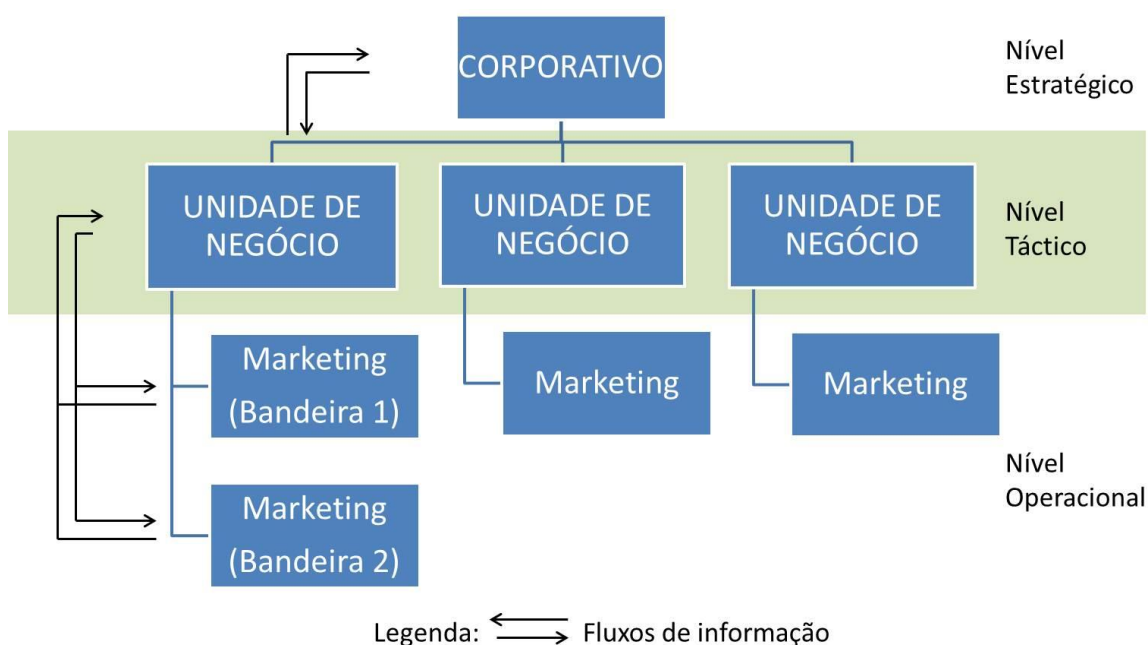 CORPORATIVO
Nível
Estratégico
UNIDADE DE
NEGÓCIO
UNIDADE DE
NEGÓCIO
UNIDADE DE
NEGÓCIO
Nível
Táctico
Marketing
(Bandeira 1)
Marketing
Marketing
Marketing
(Bandeira 2)
Nível
Operacional
Legenda: Fluxos de informação